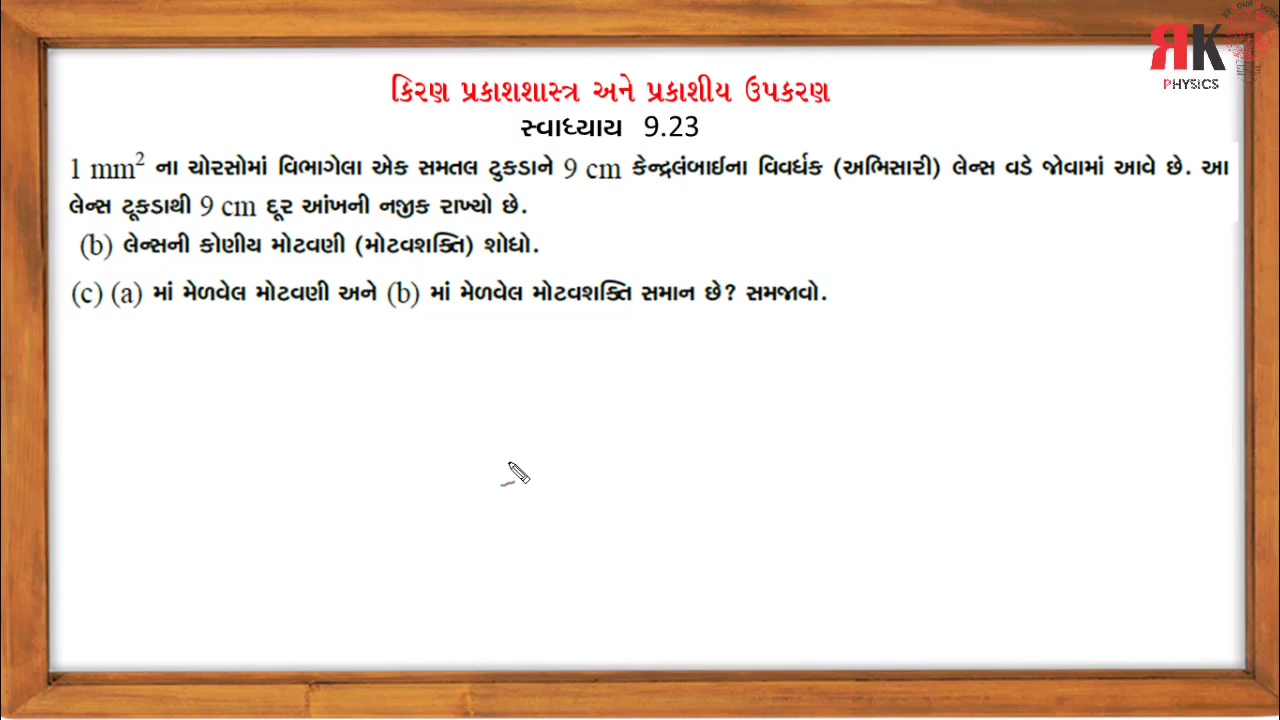 ЯK
PHYSICS
કિરણ પ્રકાશશાસ્ત્ર અને પ્રકાશીય ઉપકરણ
સ્વાધ્યાય 9.23
1 mm² ના ચોરસોમાં વિભાગેલા એક સમતલ ટુકડાને 9 cm કેન્દ્રલંબાઈના વિવર્ધક (અભિસારી) લેન્સ વડે જોવામાં આવે છે. આ
લેન્સ ટૂકડાથી 9 cm દૂર આંખની નજીક રાખ્યો છે.
(b) લેન્સની કોણીય મોટવણી (મોટવશક્તિ) શોધો.
(c) (a) માં મેળવેલ મોટવણી અને (b) માં મેળવેલ મોટવશક્તિ સમાન છે? સમજાવો.